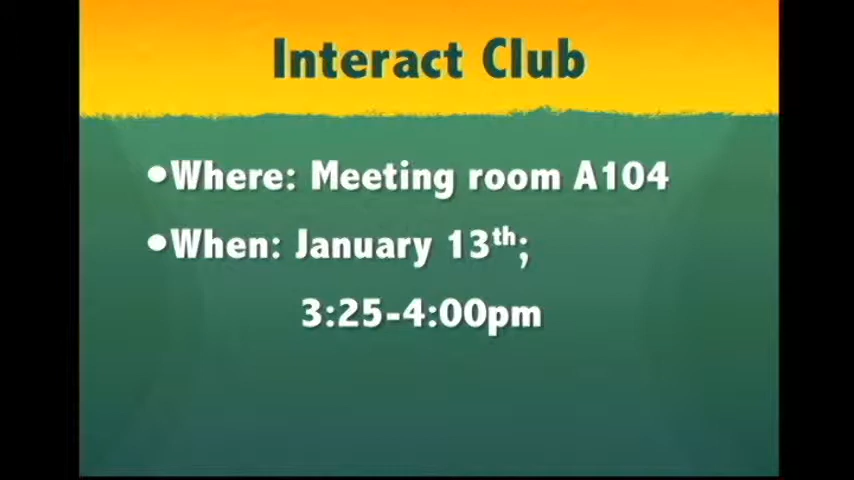 Interact Club
•Where: Meeting room A104
•When: January 13th;
3:25-4:00pm